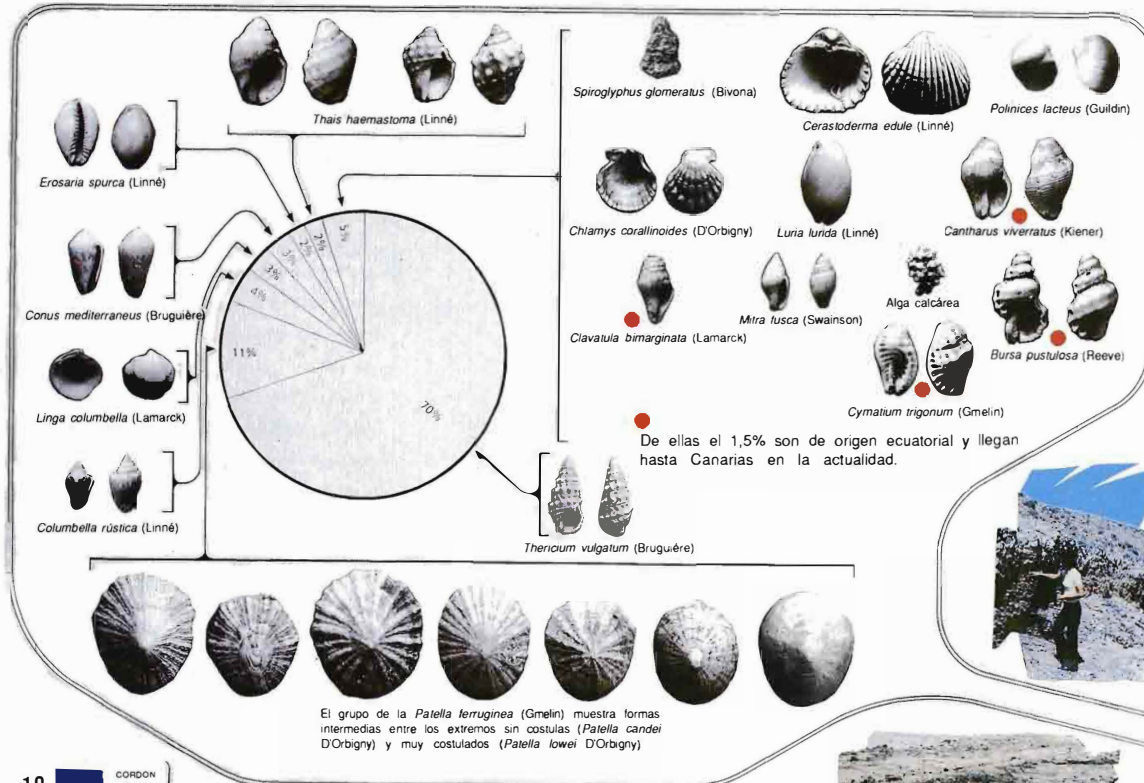 Thais haemastoma (Linné)
Erosaria spurca (Linné)
Conus mediterraneus (Bruguière)
Linga columbella (Lamarck)
Columbella rústica (Linné)
5%
2%
2%
3%
3%
4%
11%
70%
Spiroglyphus glomeratus (Bivona)
Cerastoderma edule (Linné)
Polinices lacteus (Guildin)
Chlamys corallinoides (D'Orbigny)
Luria lurida (Linné)
Cantharus viverratus (Kiener)
Clavatula bimarginata (Lamarck)
Mitra fusca (Swainson)
Alga calcárea
Bursa pustulosa (Reeve)
Cymatium trigonum (Gmelin)
De ellas el 1,5% son de origen ecuatorial y llegan
hasta Canarias en la actualidad.
Thericium vulgatum (Bruguiére)
El grupo de la Patella ferruginea (Gmelin) muestra formas
intermedias entre los extremos sin costulas (Patella candei
D'Orbigny) y muy costulados (Patella lowei D'Orbigny)
CORDON